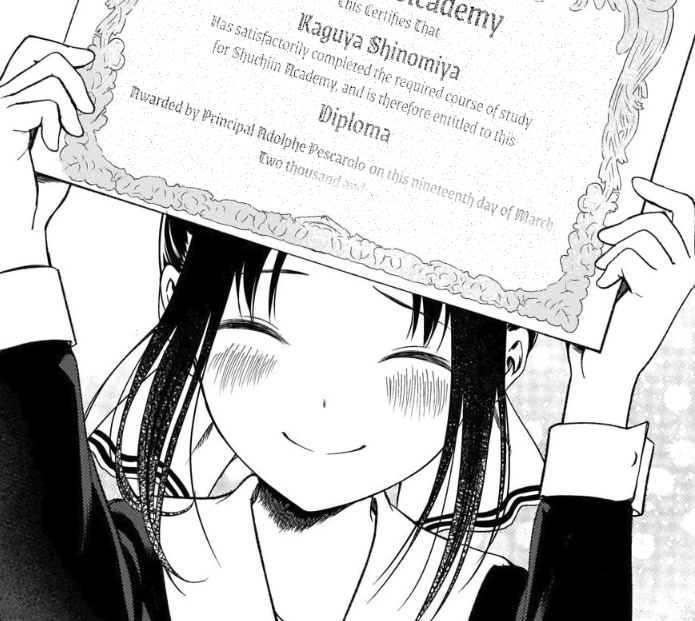 Academy
This Certifies That
Kaguya Shinomiya
Has satisfactorily completed the required course of study
for Shuchiin Academy, and is therefore entitled to this
Diploma
Awarded by Principal Adolphe Pescarolo on this nineteenth day of March
Two thousand and